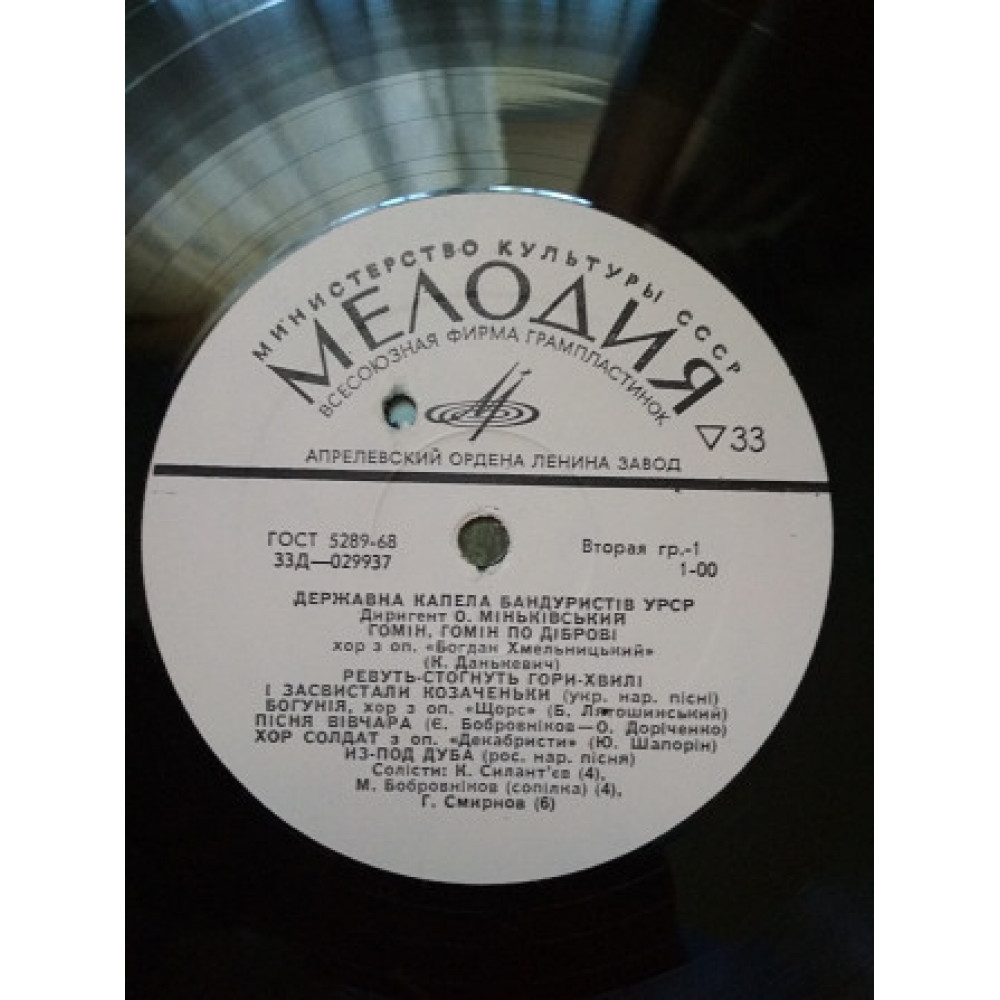 МИНИСТЕРСТВО КУЛЬТУРЫ СССР
МЕЛОДИЯ
ВСЕСОЮЗНАЯ ФИРМА ГРАМПЛАСТИНОК
▽33
АПРЕЛЕВСКИЙ ОРДЕНА ЛЕНИНА ЗАВОД
ГОСТ 5289-68
33Д—029937
Вторая гр.-1
1-00
ДЕРЖАВНА КАПЕЛА БАНДУРИСТІВ УРСР
Диригент О. МІНЬКІВСЬКИЙ
ГОМІН, ГОМІН ПО ДІБРОВІ
хор з оп. «Богдан Хмельницький»
(К. Данькевич)
РЕВУТЬ-СТОГНУТЬ ГОРИ-ХВИЛІ
І ЗАСВИСТАЛИ КОЗАЧЕНЬКИ (укр. нар. пісні)
БОГУНІЯ, хор з оп. «Щорс» (Б. Лятошинський)
ПІСНЯ ВІВЧАРА (Є. Бобровніков—О. Доріченко)
ХОР СОЛДАТ з оп. «Декабристи» (Ю. Шапорін)
ИЗ-ПОД ДУБА (рос. нар. пісня)
Солісти: К. Силант'єв (4),
М. Бобровніков (сопілка) (4),
Г. Смирнов (6)